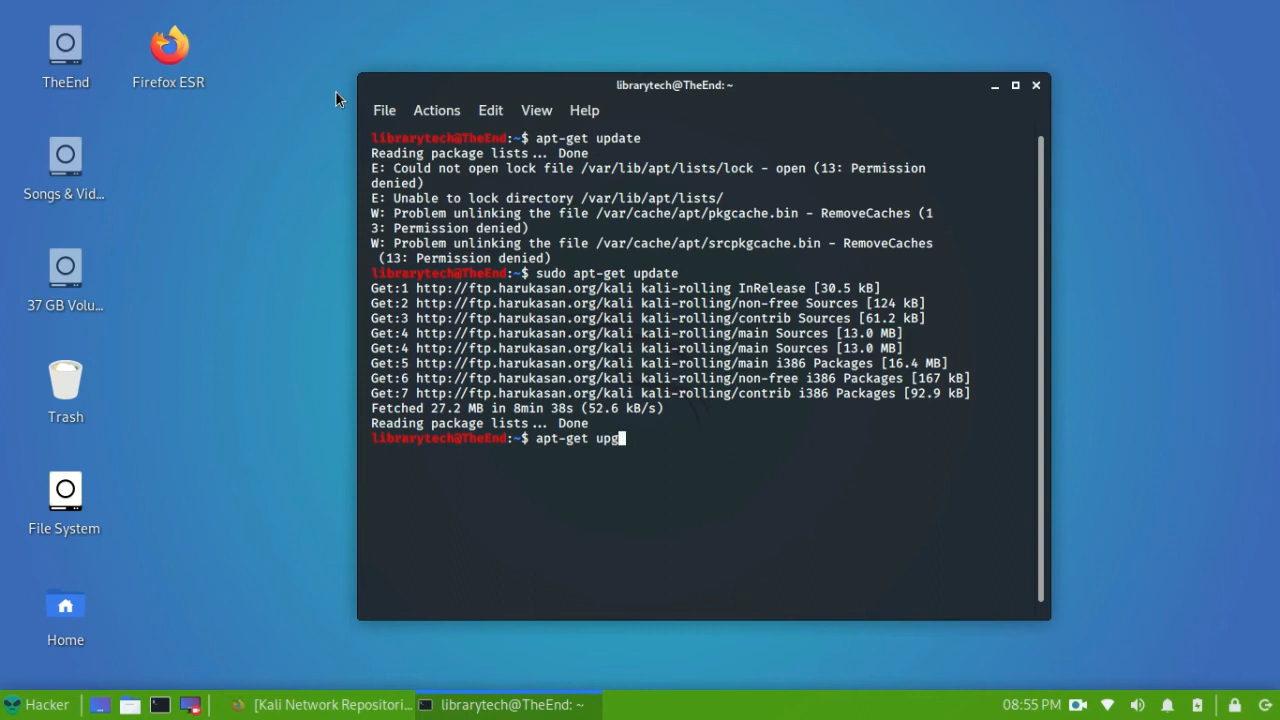 TheEnd
Firefox ESR
Songs & Vid...
37 GB Volu...
Trash
File System
Home
librarytech@TheEnd: ~
File Actions Edit View Help
librarytech@TheEnd:~$ apt-get update
Reading package lists... Done
E: Could not open lock file /var/lib/apt/lists/lock - open (13: Permission
denied)
E: Unable to lock directory /var/lib/apt/lists/
W: Problem unlinking the file /var/cache/apt/pkgcache.bin - RemoveCaches (1
3: Permission denied)
W: Problem unlinking the file /var/cache/apt/srcpkgcache.bin - RemoveCaches
(13: Permission denied)
librarytech@TheEnd:~$ sudo apt-get update
Get:1 http://ftp.harukasan.org/kali kali-rolling InRelease [30.5 kB]
Get:2 http://ftp.harukasan.org/kali kali-rolling/non-free Sources [124 kB]
Get:3 http://ftp.harukasan.org/kali kali-rolling/contrib Sources [61.2 kB]
Get:4 http://ftp.harukasan.org/kali kali-rolling/main Sources [13.0 MB]
Get:4 http://ftp.harukasan.org/kali kali-rolling/main Sources [13.0 MB]
Get:5 http://ftp.harukasan.org/kali kali-rolling/main i386 Packages [16.4 MB]
Get:6 http://ftp.harukasan.org/kali kali-rolling/non-free i386 Packages [167 kB]
Get:7 http://ftp.harukasan.org/kali kali-rolling/contrib i386 Packages [92.9 kB]
Fetched 27.2 MB in 8min 38s (52.6 kB/s)
Reading package lists... Done
librarytech@TheEnd:~$ apt-get upg
Hacker [Kali Network Repositori... librarytech@TheEnd: ~ 08:55 PM